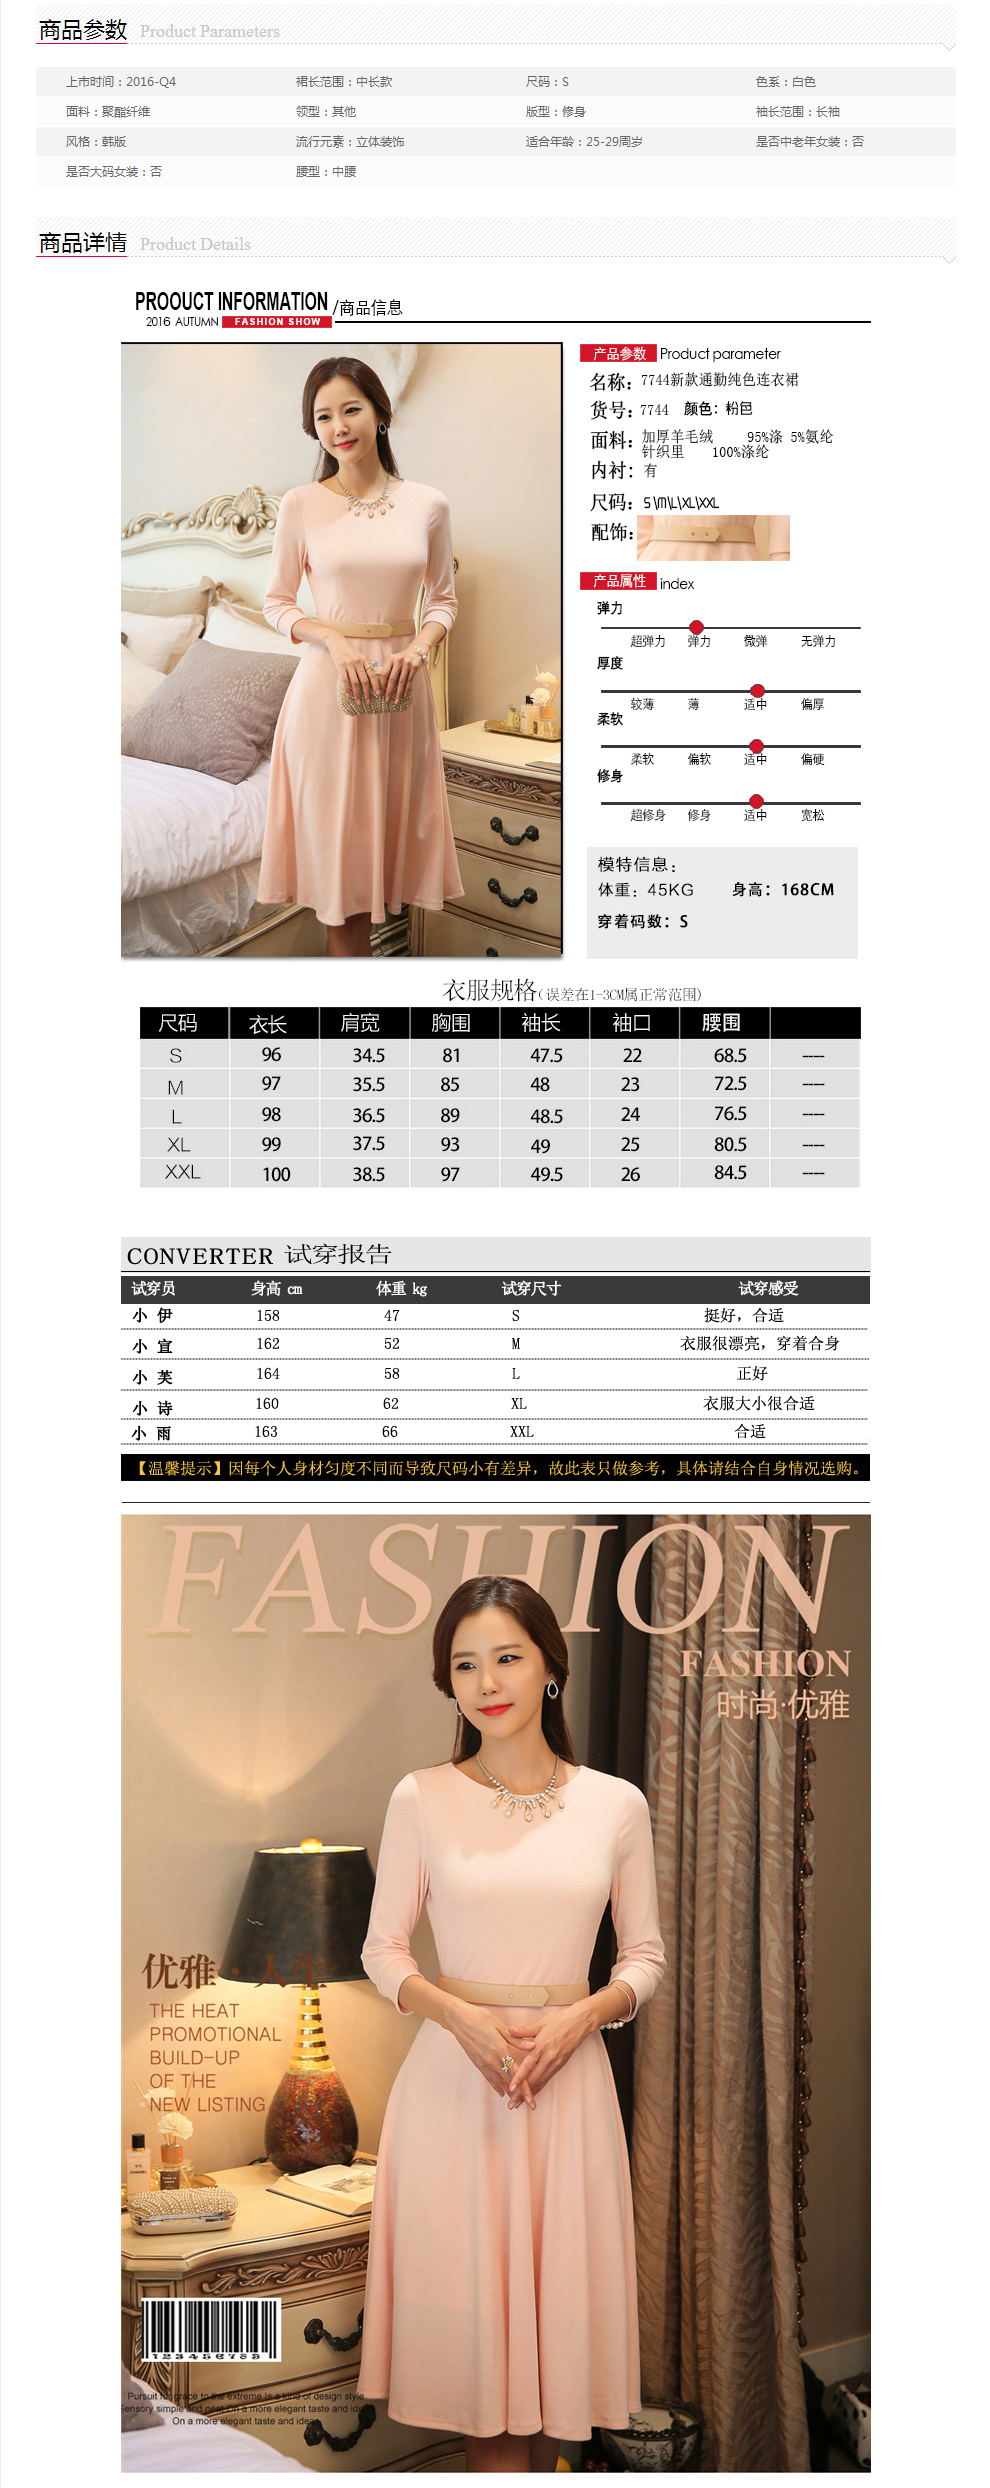 商品参数 Product Parameters
上市时间：2016-Q4 裙长范围：中长款 尺码：S 色系：白色
面料：聚酯纤维 领型：其他 版型：修身 袖长范围：长袖
风格：韩版 流行元素：立体装饰 适合年龄：25-29周岁 是否中老年女装：否
是否大码女装：否 腰型：中腰
商品详情 Product Details
PROOUCT INFORMATION /商品信息
2016 AUTUMN FASHION SHOW
产品参数 Product parameter
名称：7744新款通勤纯色连衣裙
货号：7744 颜色：粉色
面料：加厚羊毛绒 95%涤 5%氨纶
针织里 100%涤纶
内衬：有
尺码：S\M\L\XL\XXL
配饰：
产品属性 index
弹力
超弹力 弹力 微弹 无弹力
厚度
较薄 薄 适中 偏厚
柔软
柔软 偏软 适中 偏硬
修身
超修身 修身 适中 宽松
模特信息：
体重：45KG 身高：168CM
穿着码数：S
衣服规格(误差在1-3CM属正常范围)
尺码 衣长 肩宽 胸围 袖长 袖口 腰围
S 96 34.5 81 47.5 22 68.5 ----
M 97 35.5 85 48 23 72.5 ----
L 98 36.5 89 48.5 24 76.5 ----
XL 99 37.5 93 49 25 80.5 ----
XXL 100 38.5 97 49.5 26 84.5 ----
CONVERTER 试穿报告
试穿员 身高 cm 体重 kg 试穿尺寸 试穿感受
小 伊 158 47 S 挺好，合适
小 宣 162 52 M 衣服很漂亮，穿着合身
小 芙 164 58 L 正好
小 诗 160 62 XL 衣服大小很合适
小 雨 163 66 XXL 合适
【温馨提示】因每个人身材匀度不同而导致尺码小有差异，故此表只做参考，具体请结合自身情况选购。
FASHION
FASHION
时尚·优雅
优雅·人生
THE HEAT
PROMOTIONAL
BUILD-UP
OF THE
NEW LISTING
123456789
Pursuit for grace to the extreme is a kind of design style
Sensory simple and neat On a more elegant taste and ideas
On a more elegant taste and ideas